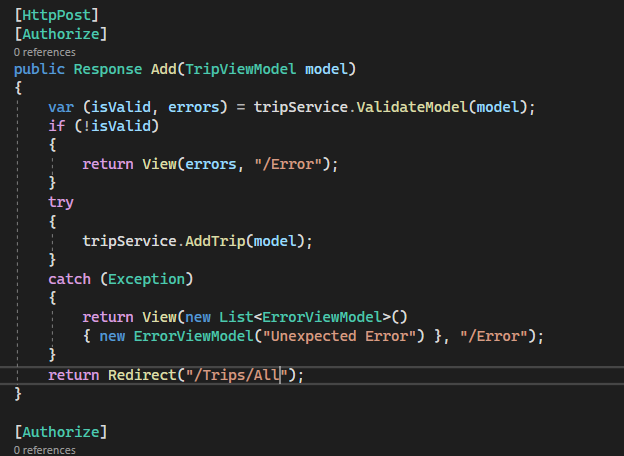 [HttpPost]
[Authorize]
0 references
public Response Add(TripViewModel model)
{
var (isValid, errors) = tripService.ValidateModel(model);
if (!isValid)
{
return View(errors, "/Error");
}
try
{
tripService.AddTrip(model);
}
catch (Exception)
{
return View(new List<ErrorViewModel>()
{ new ErrorViewModel("Unexpected Error") }, "/Error");
}
return Redirect("/Trips/All");
}
[Authorize]
0 references